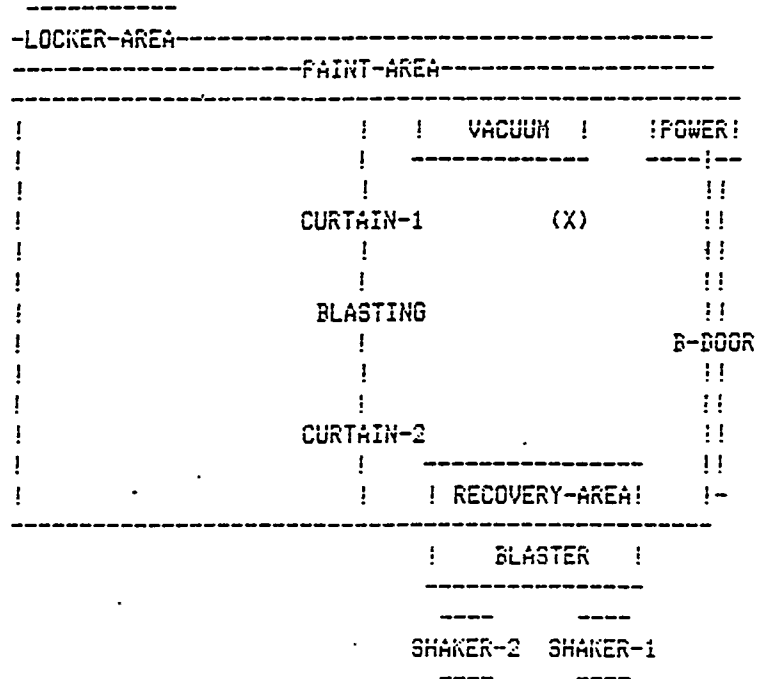 -LOCKER-AREA-
PAINT-AREA
VACUUM POWER
CURTAIN-1 (X)
BLASTING
B-DOOR
CURTAIN-2
RECOVERY-AREA
BLASTER
SHAKER-2 SHAKER-1